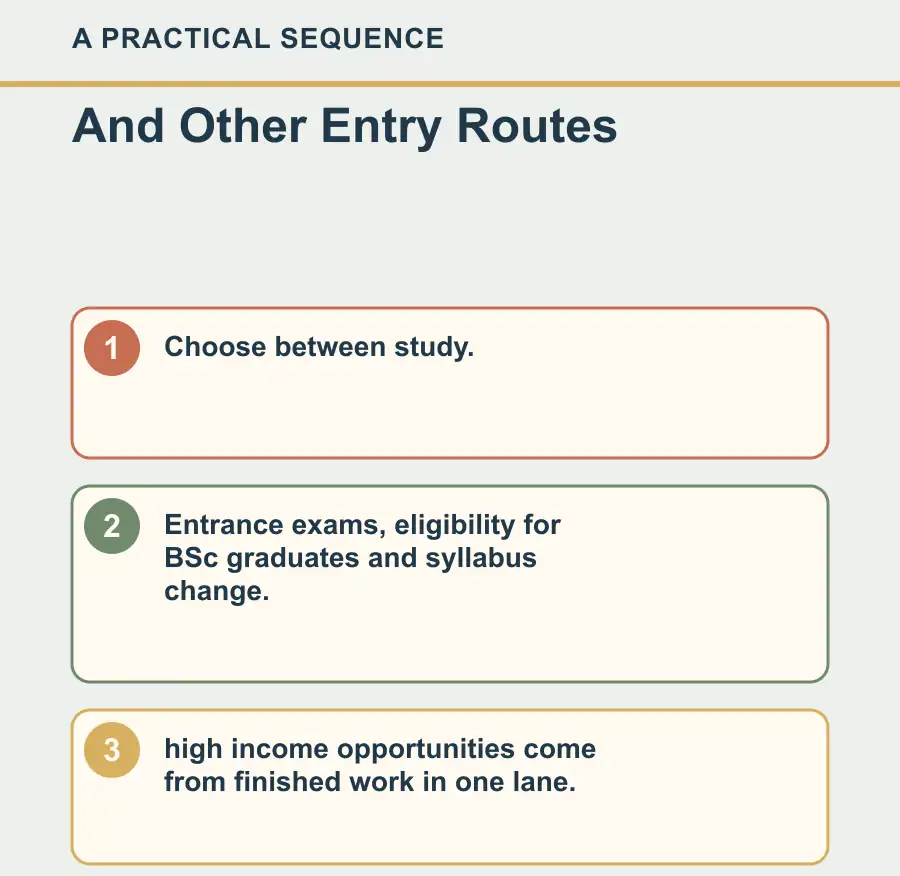 A PRACTICAL SEQUENCE
And Other Entry Routes
1
Choose between study.
2
Entrance exams, eligibility for
BSc graduates and syllabus
change.
3
high income opportunities come
from finished work in one lane.